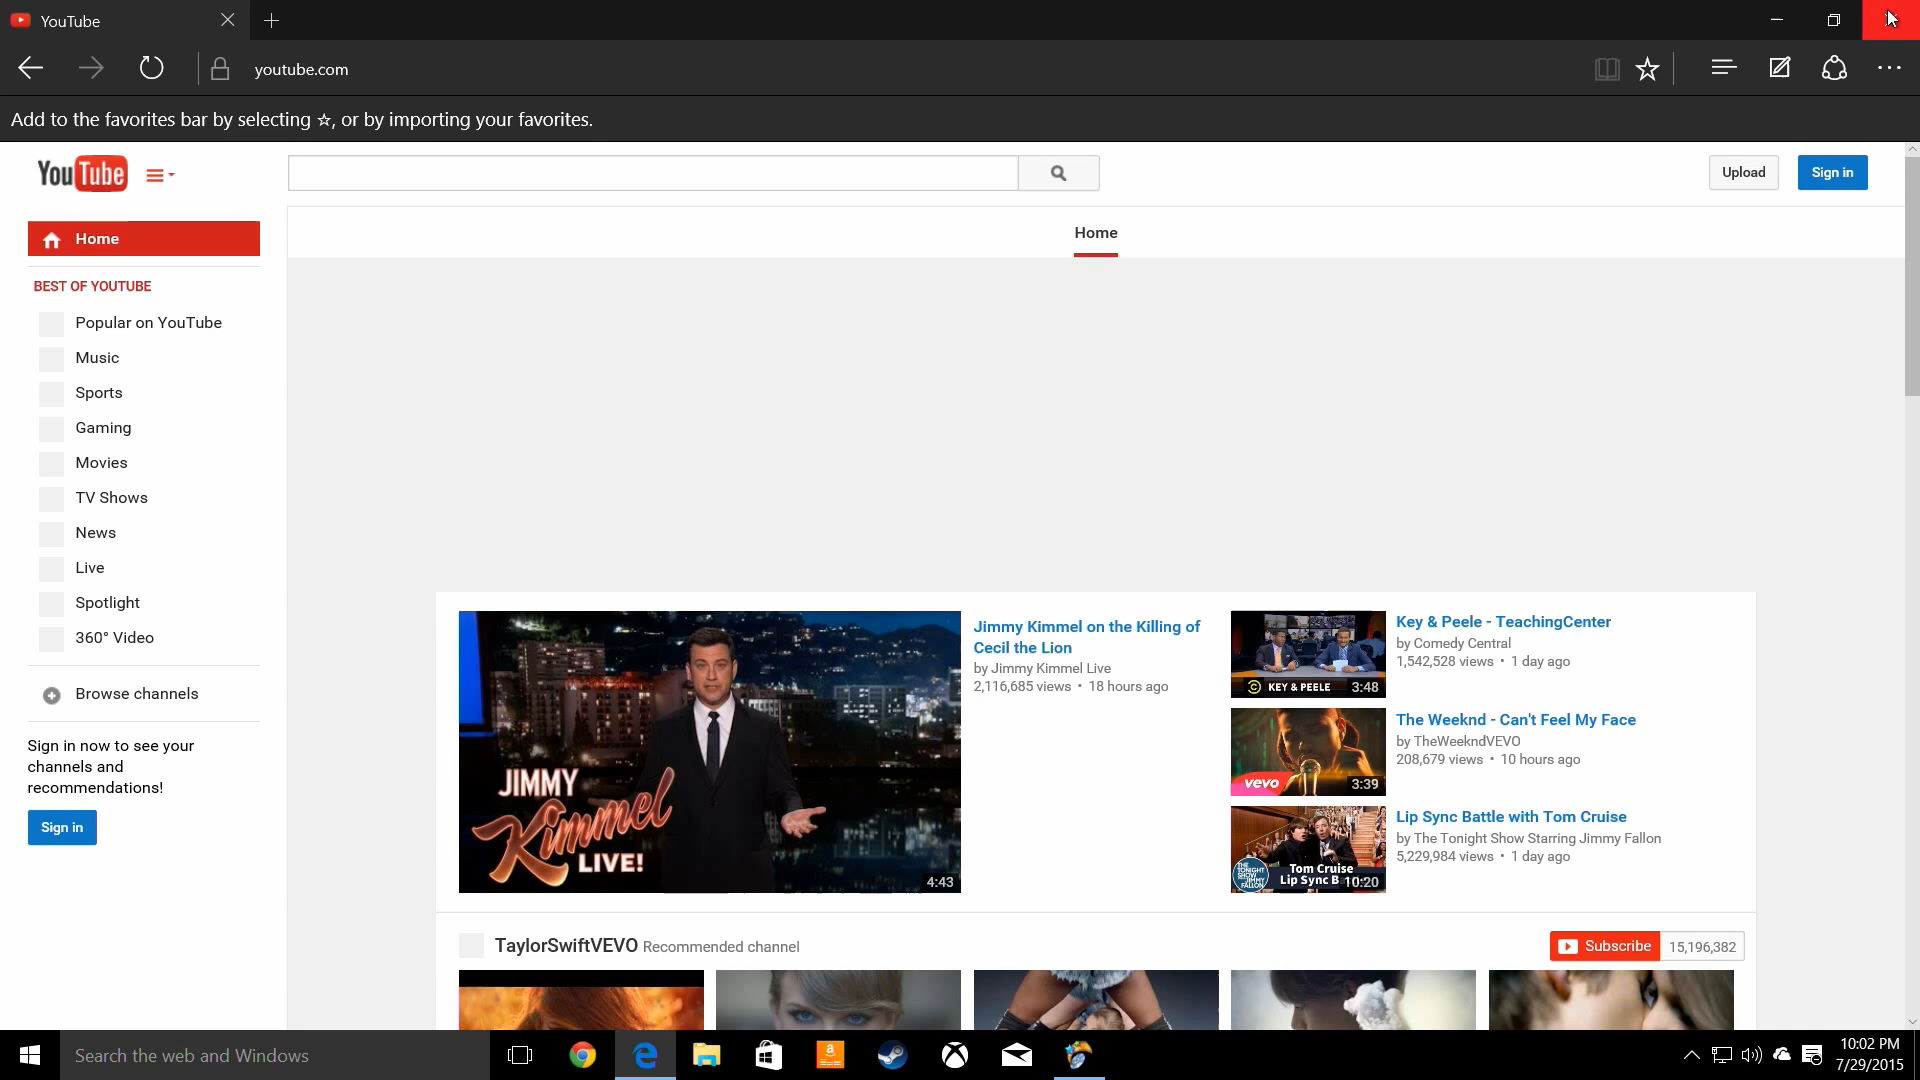 YouTube
youtube.com
Add to the favorites bar by selecting ☆, or by importing your favorites.
YouTube
Upload
Sign in
Home
Home
BEST OF YOUTUBE
Popular on YouTube
Music
Sports
Gaming
Movies
TV Shows
News
Live
Spotlight
360° Video
Browse channels
Sign in now to see your
channels and
recommendations!
Sign in
JIMMY
Kimmel
LIVE!
4:43
Jimmy Kimmel on the Killing of
Cecil the Lion
by Jimmy Kimmel Live
2,116,685 views • 18 hours ago
KEY & PEELE 3:48
Key & Peele - TeachingCenter
by Comedy Central
1,542,528 views • 1 day ago
vevo 3:39
The Weeknd - Can't Feel My Face
by TheWeekndVEVO
208,679 views • 10 hours ago
THE TONIGHT SHOW JIMMY FALLON
Tom Cruise
Lip Sync B 10:20
Lip Sync Battle with Tom Cruise
by The Tonight Show Starring Jimmy Fallon
5,229,984 views • 1 day ago
TaylorSwiftVEVO Recommended channel
Subscribe 15,196,382
Search the web and Windows
10:02 PM
7/29/2015